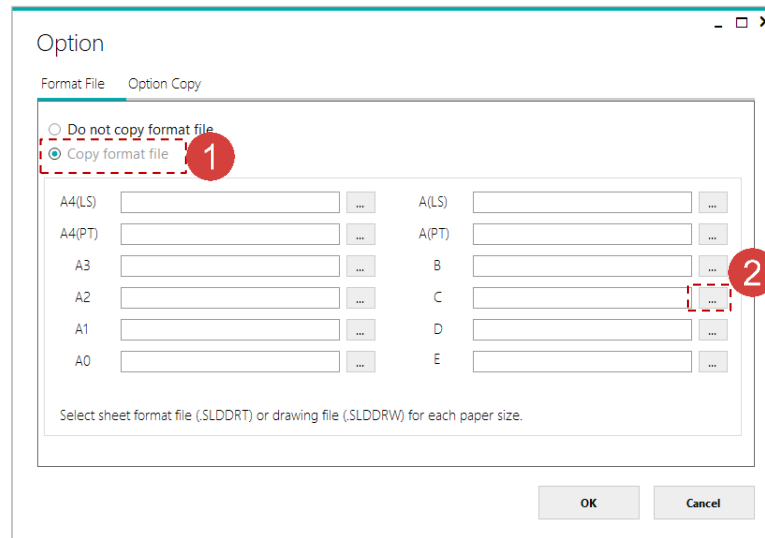 Option
Format File Option Copy
Do not copy format file
Copy format file 1
A4(LS) ... A(LS) ...
A4(PT) ... A(PT) ...
A3 ... B ...
A2 ... C ... 2
A1 ... D ...
A0 ... E ...
Select sheet format file (.SLDDRT) or drawing file (.SLDDRW) for each paper size.
OK Cancel